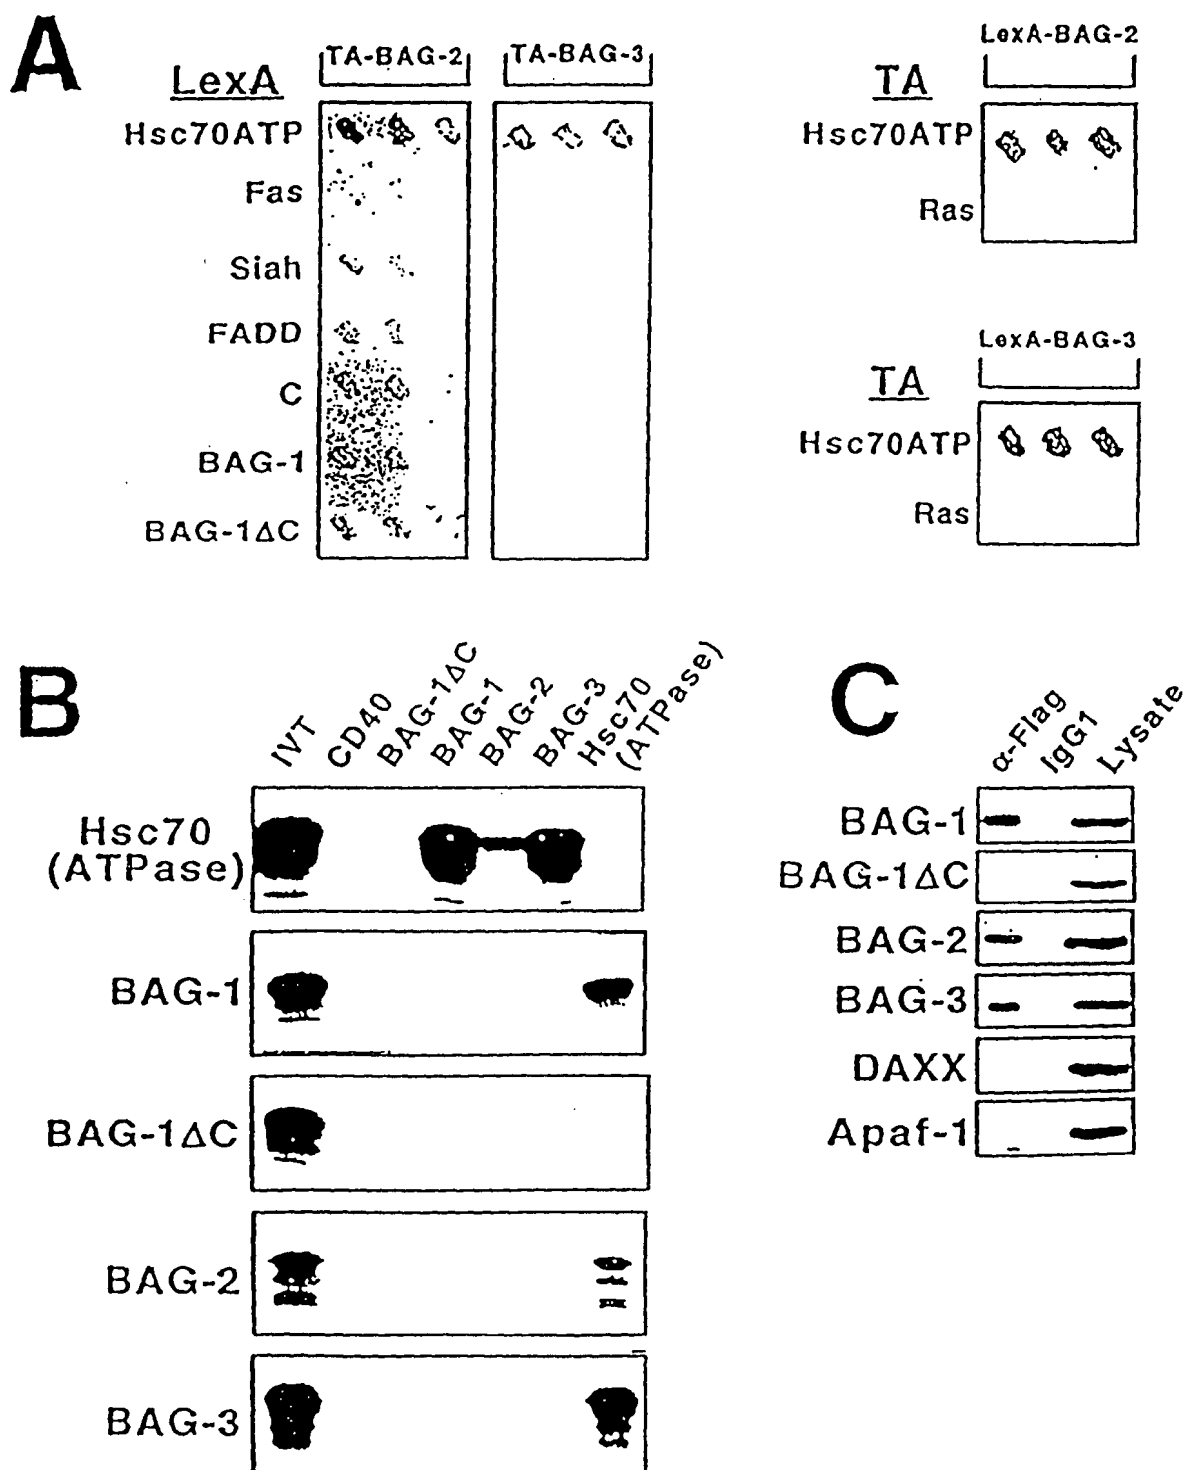 A
TA-BAG-2
TA-BAG-3
LexA
Hsc70ATP
Fas
Siah
FADD
C
BAG-1
BAG-1ΔC
LexA-BAG-2
TA
Hsc70ATP
Ras
LexA-BAG-3
TA
Hsc70ATP
Ras
B
IVT
CD40
BAG-1ΔC
BAG-1
BAG-2
BAG-3
Hsc70
(ATPase)
Hsc70
(ATPase)
BAG-1
BAG-1ΔC
BAG-2
BAG-3
C
α-Flag
IgG1
Lysate
BAG-1
BAG-1ΔC
BAG-2
BAG-3
DAXX
Apaf-1